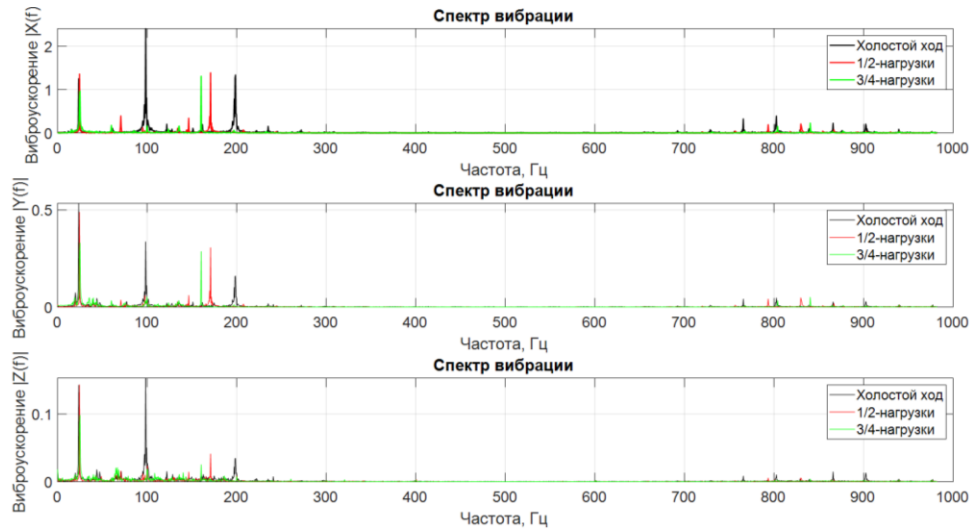 Спектр вибрации
Виброускорение |X(f)|
2
1
0
Холостой ход
1/2-нагрузки
3/4-нагрузки
0 100 200 300 400 500 600 700 800 900 1000
Частота, Гц
Спектр вибрации
Виброускорение |Y(f)|
0.5
0
Холостой ход
1/2-нагрузки
3/4-нагрузки
0 100 200 300 400 500 600 700 800 900 1000
Частота, Гц
Спектр вибрации
Виброускорение |Z(f)|
0.1
0
Холостой ход
1/2-нагрузки
3/4-нагрузки
0 100 200 300 400 500 600 700 800 900 1000
Частота, Гц